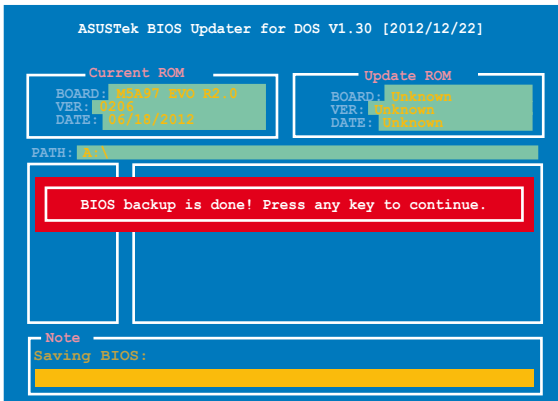 ASUSTek BIOS Updater for DOS V1.30 [2012/12/22]
Current ROM
BOARD: M5A97 EVO R2.0
VER: 0206
DATE: 06/18/2012
Update ROM
BOARD: Unknown
VER: Unknown
DATE: Unknown
PATH: A:\
BIOS backup is done! Press any key to continue.
Note
Saving BIOS: